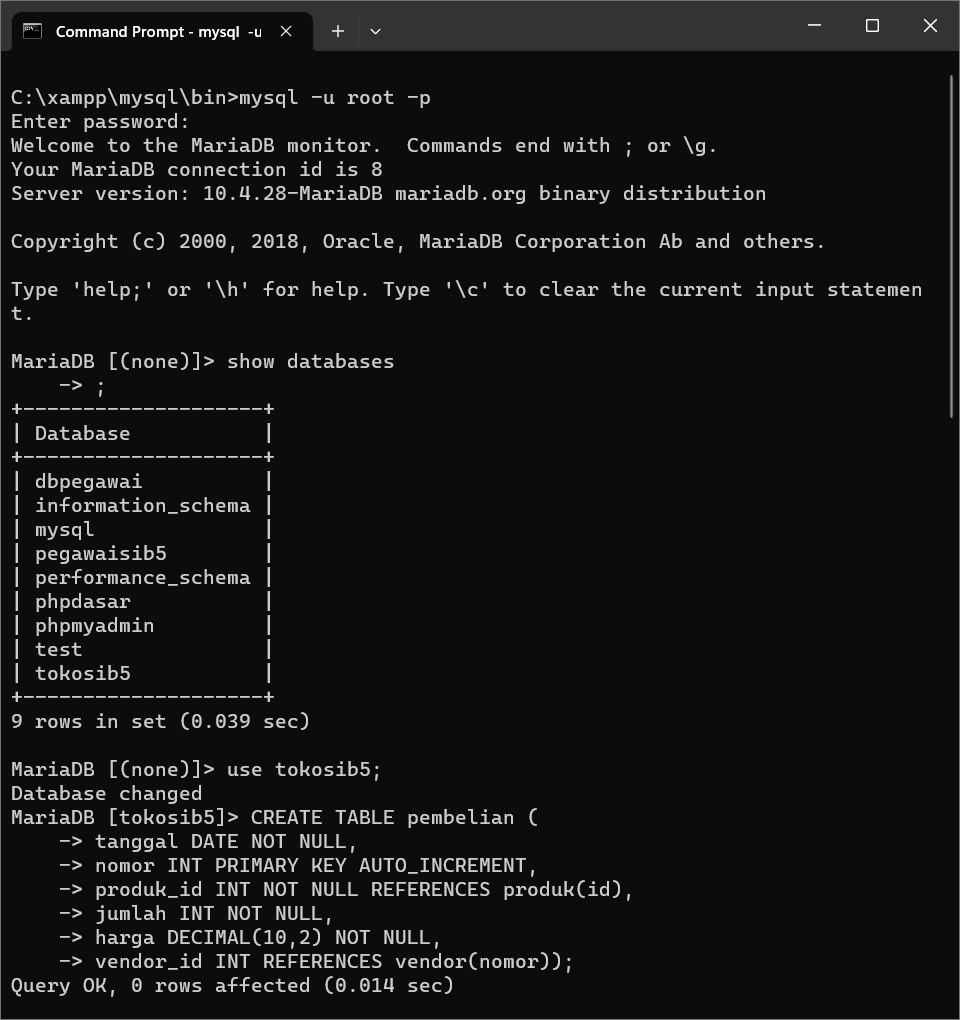 Command Prompt - mysql  -u
C:\xampp\mysql\bin>mysql -u root -p
Enter password:
Welcome to the MariaDB monitor.  Commands end with ; or \g.
Your MariaDB connection id is 8
Server version: 10.4.28-MariaDB mariadb.org binary distribution
Copyright (c) 2000, 2018, Oracle, MariaDB Corporation Ab and others.
Type 'help;' or '\h' for help. Type '\c' to clear the current input statemen
t.
MariaDB [(none)]> show databases
    -> ;
+--------------------+
| Database           |
+--------------------+
| dbpegawai          |
| information_schema |
| mysql              |
| pegawaisib5        |
| performance_schema |
| phpdasar           |
| phpmyadmin         |
| test               |
| tokosib5           |
+--------------------+
9 rows in set (0.039 sec)
MariaDB [(none)]> use tokosib5;
Database changed
MariaDB [tokosib5]> CREATE TABLE pembelian (
    -> tanggal DATE NOT NULL,
    -> nomor INT PRIMARY KEY AUTO_INCREMENT,
    -> produk_id INT NOT NULL REFERENCES produk(id),
    -> jumlah INT NOT NULL,
    -> harga DECIMAL(10,2) NOT NULL,
    -> vendor_id INT REFERENCES vendor(nomor));
Query OK, 0 rows affected (0.014 sec)